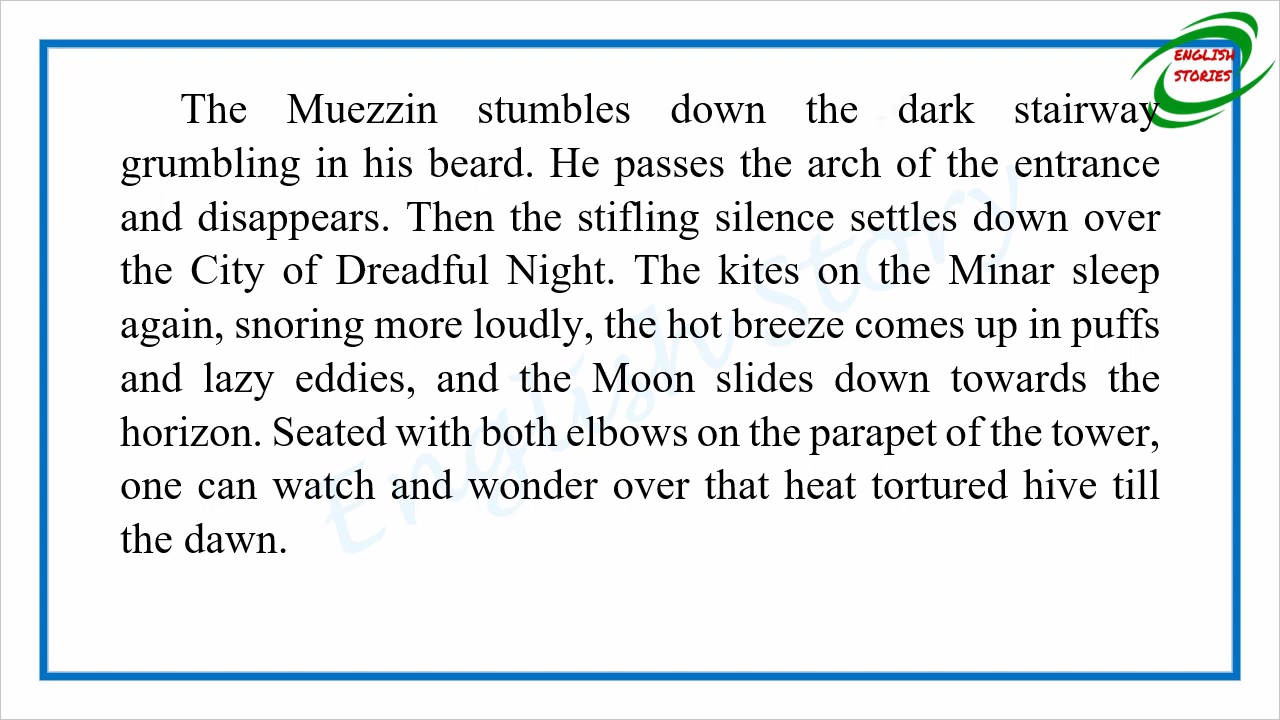 ENGLISH
STORIES
The Muezzin stumbles down the dark stairway
grumbling in his beard. He passes the arch of the entrance
and disappears. Then the stifling silence settles down over
the City of Dreadful Night. The kites on the Minar sleep
again, snoring more loudly, the hot breeze comes up in puffs
and lazy eddies, and the Moon slides down towards the
horizon. Seated with both elbows on the parapet of the tower,
one can watch and wonder over that heat tortured hive till
the dawn.
English Story